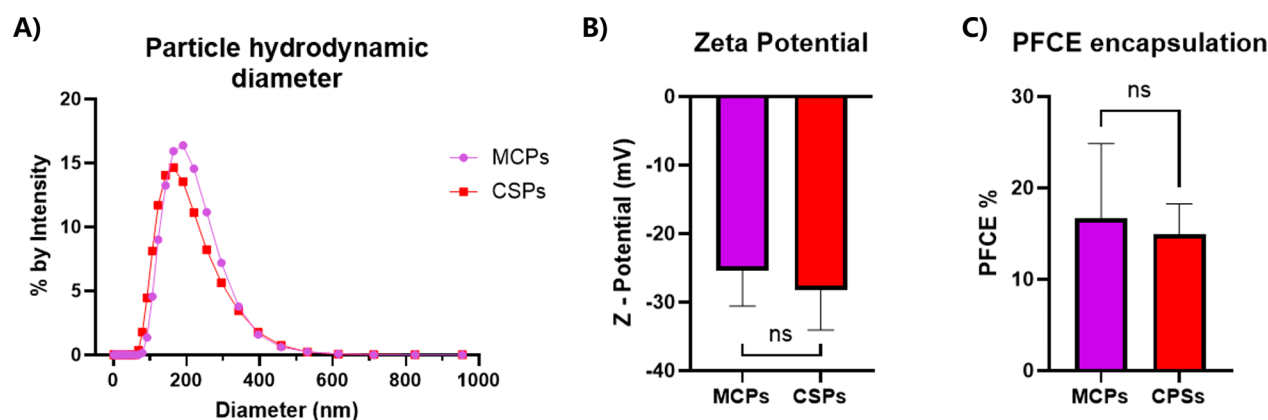 A)
Particle hydrodynamic
diameter
% by Intensity
20
15
10
5
0
0
200
400
600
800
1000
Diameter (nm)
MCPs
CSPs
B)
Zeta Potential
Z - Potential (mV)
0
-10
-20
-30
-40
ns
MCPs
CSPs
C)
PFCE encapsulation
PFCE %
30
20
10
0
ns
MCPs
CPSs